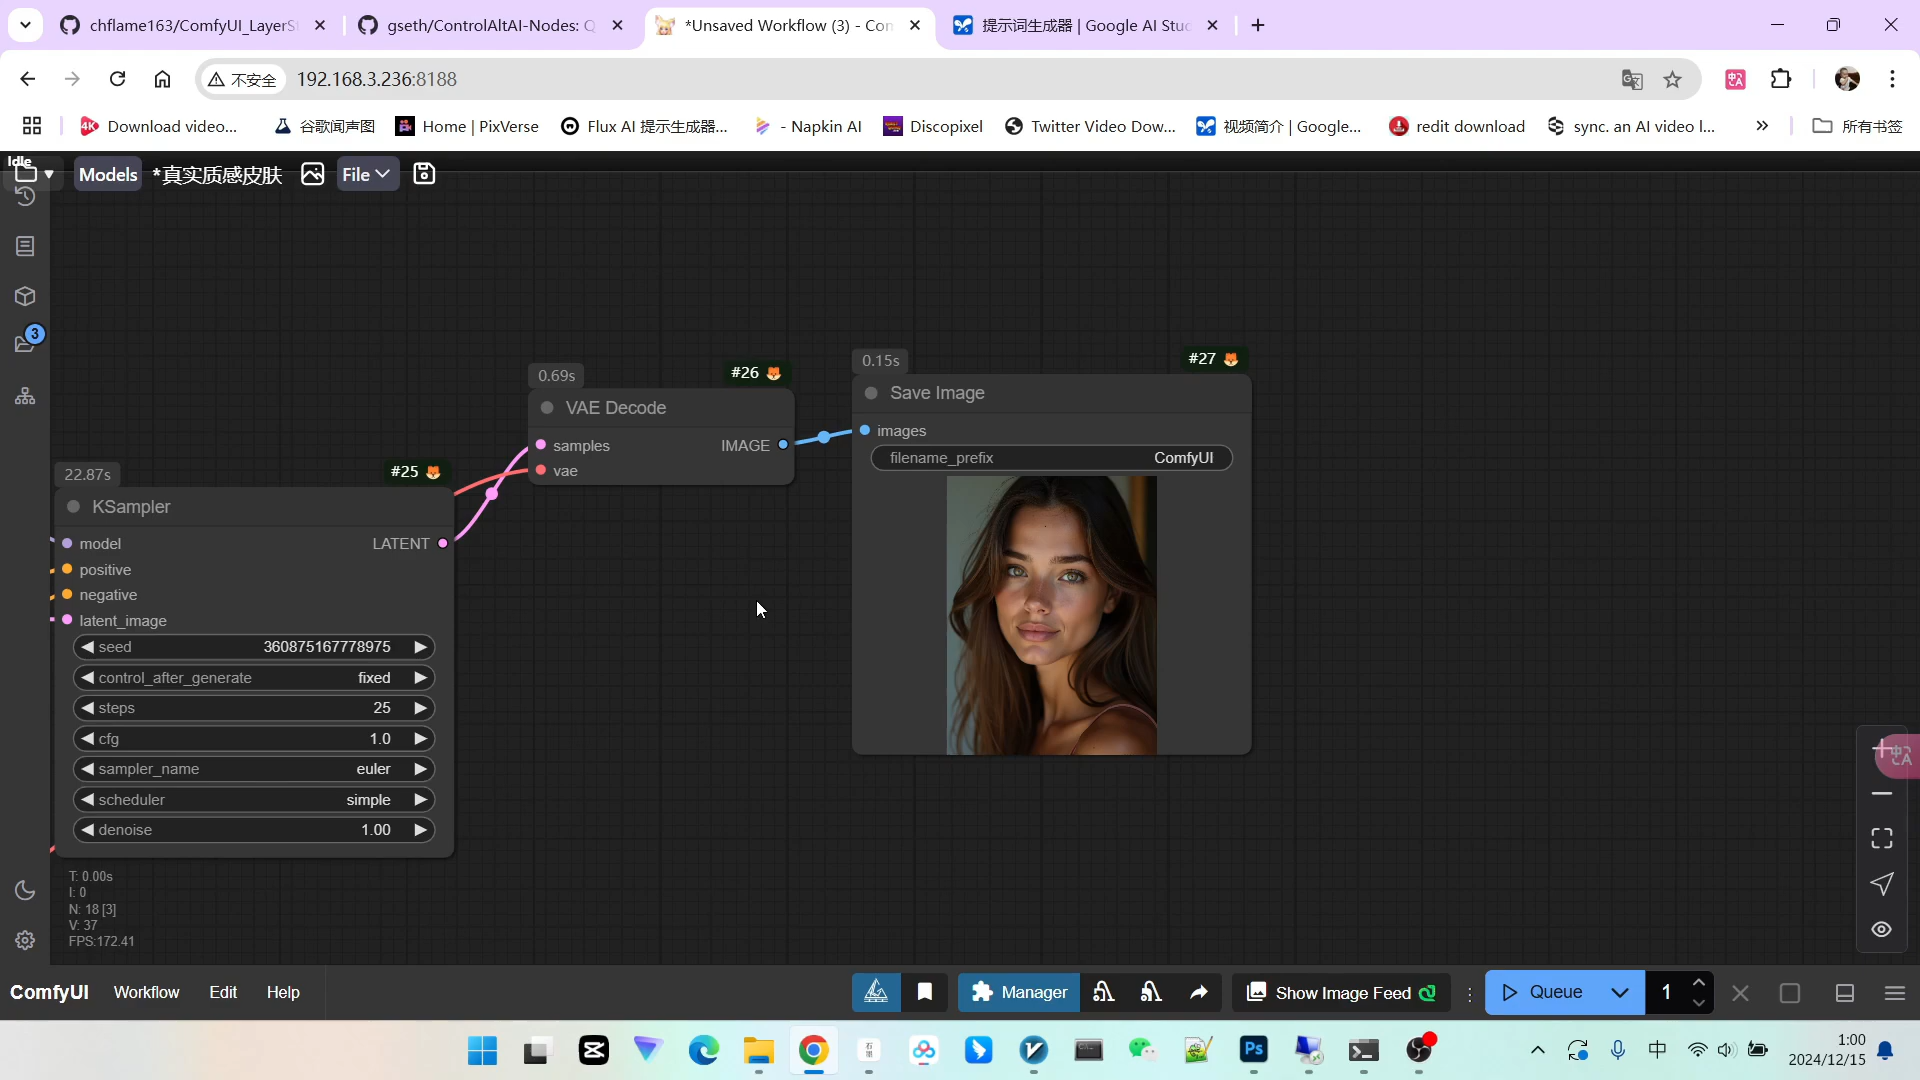 chflame163/ComfyUI_LayerSt
gseth/ControlAltAI-Nodes: Q
*Unsaved Workflow (3) - Con
提示词生成器 | Google AI Stud
不安全
192.168.3.236:8188
Download video...
谷歌闻声图
Home | PixVerse
Flux AI 提示生成器...
- Napkin AI
Discopixel
Twitter Video Dow...
视频简介 | Google...
redit download
sync. an AI video l...
所有书签
Idle
Models
*真实质感皮肤
File
3
0.69s
#26
VAE Decode
samples
IMAGE
vae
0.15s
#27
Save Image
images
filename_prefix
ComfyUI
22.87s
#25
KSampler
model
LATENT
positive
negative
latent_image
seed
360875167778975
control_after_generate
fixed
steps
25
cfg
1.0
sampler_name
euler
scheduler
simple
denoise
1.00
T: 0.00s
I: 0
N: 18 [3]
V: 37
FPS:172.41
ComfyUI
Workflow
Edit
Help
Manager
Show Image Feed
Queue
1
Ps
中
1:00
2024/12/15